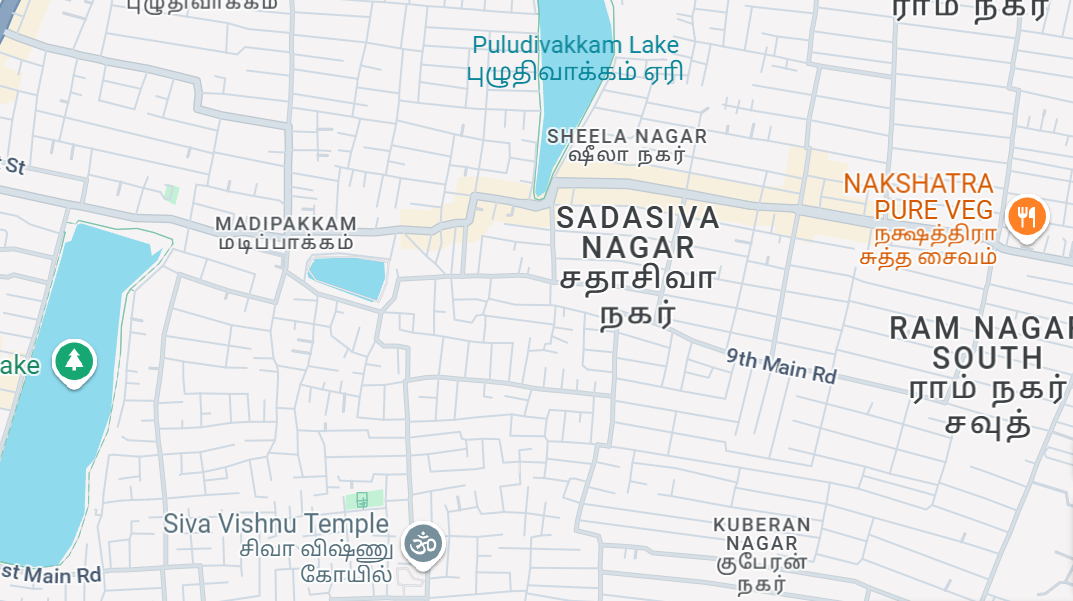 புழுதிவாக்கம்
ராம் நகர்
Puludivakkam Lake
புழுதிவாக்கம் ஏரி
SHEELA NAGAR
ஷீலா நகர்
St
NAKSHATRA
PURE VEG
நக்ஷத்திரா
சுத்த சைவம்
MADIPAKKAM
மடிப்பாக்கம்
SADASIVA
NAGAR
சதாசிவா
நகர்
RAM NAGAR
SOUTH
ராம் நகர்
சவுத்
9th Main Rd
ake
Siva Vishnu Temple
சிவா விஷ்ணு
கோயில்
KUBERAN
NAGAR
குபேரன்
நகர்
st Main Rd